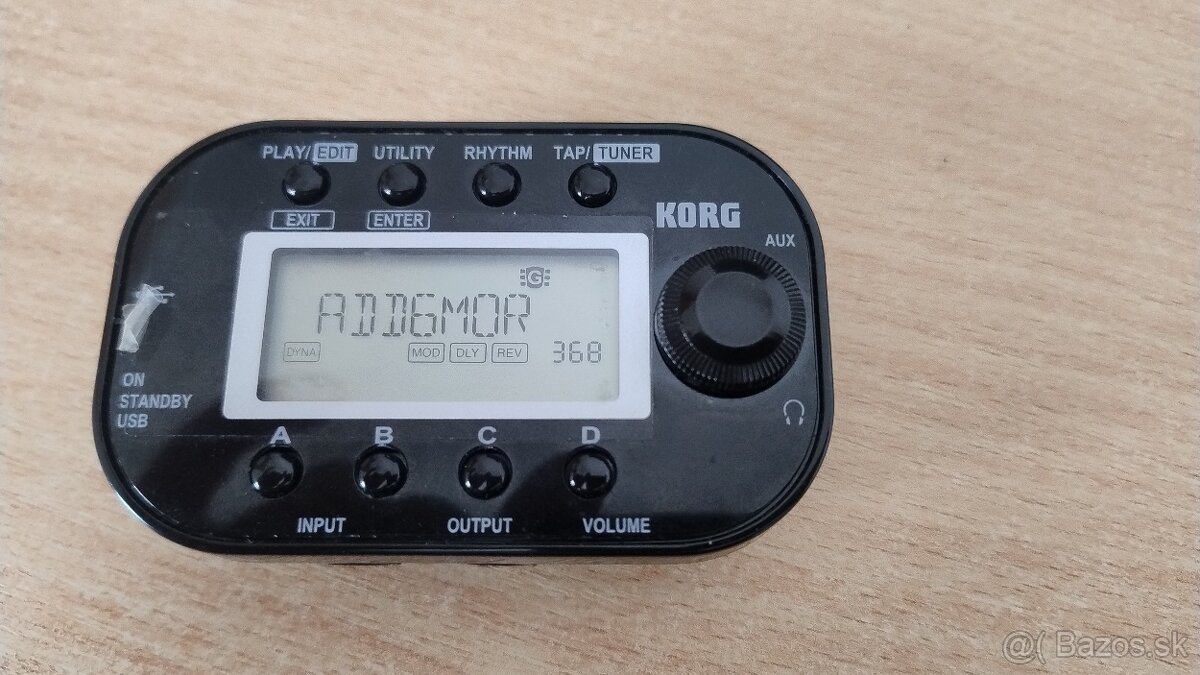 PLAY/EDIT UTILITY RHYTHM TAP/TUNER
EXIT ENTER
KORG
AUX
G
ADD6MOR
DYNA MOD DLY REV 368
ON
STANDBY
USB
A B C D
INPUT OUTPUT VOLUME
@( Bazos.sk